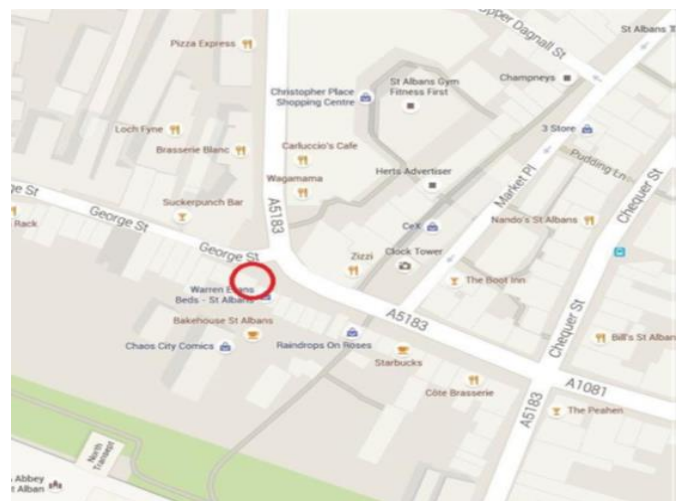 Upper Dagnall St
St Albans
Pizza Express
St Albans Gym
Fitness First
Champneys
Christopher Place
Shopping Centre
Loch Fyne
3 Store
Brasserie Blanc
Carluccio's Cafe
Pudding Ln
Herts Advertiser
Wagamama
Market Pl
Chequer St
ge St
Suckerpunch Bar
A5183
Rack
George St
CeX
Nando's St Albans
George St
Zizzi
Clock Tower
The Boot Inn
Warren Evans
Beds - St Albans
A5183
Bakehouse St Albans
Chaos City Comics
Raindrops On Roses
Chequer St
Bill's St Alban
Starbucks
Côte Brasserie
A1081
A5183
The Peahen
North
Transept
Abbey
t Alban